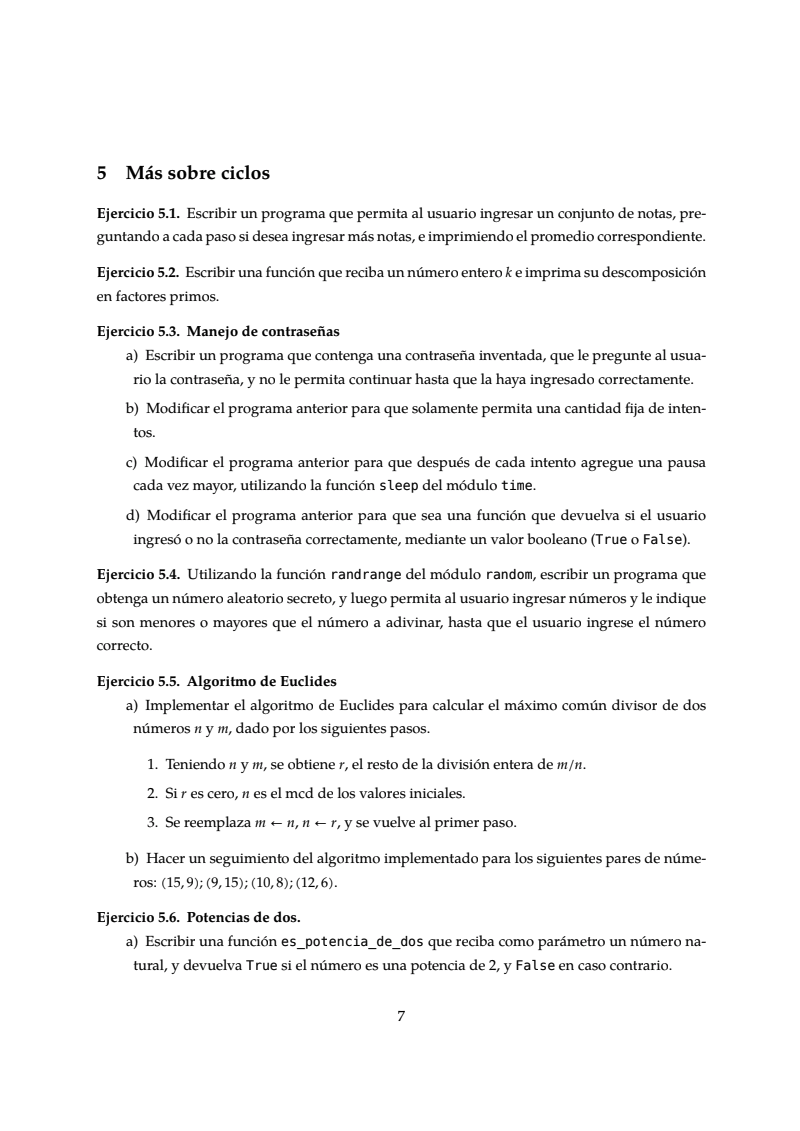 5 Más sobre ciclos
Ejercicio 5.1. Escribir un programa que permita al usuario ingresar un conjunto de notas, pre-
guntando a cada paso si desea ingresar más notas, e imprimiendo el promedio correspondiente.
Ejercicio 5.2. Escribir una función que reciba un número entero k e imprima su descomposición
en factores primos.
Ejercicio 5.3. Manejo de contraseñas
a) Escribir un programa que contenga una contraseña inventada, que le pregunte al usua-
rio la contraseña, y no le permita continuar hasta que la haya ingresado correctamente.
b) Modificar el programa anterior para que solamente permita una cantidad fija de inten-
tos.
c) Modificar el programa anterior para que después de cada intento agregue una pausa
cada vez mayor, utilizando la función sleep del módulo time.
d) Modificar el programa anterior para que sea una función que devuelva si el usuario
ingresó o no la contraseña correctamente, mediante un valor booleano (True o False).
Ejercicio 5.4. Utilizando la función randrange del módulo random, escribir un programa que
obtenga un número aleatorio secreto, y luego permita al usuario ingresar números y le indique
si son menores o mayores que el número a adivinar, hasta que el usuario ingrese el número
correcto.
Ejercicio 5.5. Algoritmo de Euclides
a) Implementar el algoritmo de Euclides para calcular el máximo común divisor de dos
números n y m, dado por los siguientes pasos.
1. Teniendo n y m, se obtiene r, el resto de la división entera de m/n.
2. Si r es cero, n es el mcd de los valores iniciales.
3. Se reemplaza m ← n, n ← r, y se vuelve al primer paso.
b) Hacer un seguimiento del algoritmo implementado para los siguientes pares de núme-
ros: (15, 9); (9, 15); (10, 8); (12, 6).
Ejercicio 5.6. Potencias de dos.
a) Escribir una función es_potencia_de_dos que reciba como parámetro un número na-
tural, y devuelva True si el número es una potencia de 2, y False en caso contrario.
7